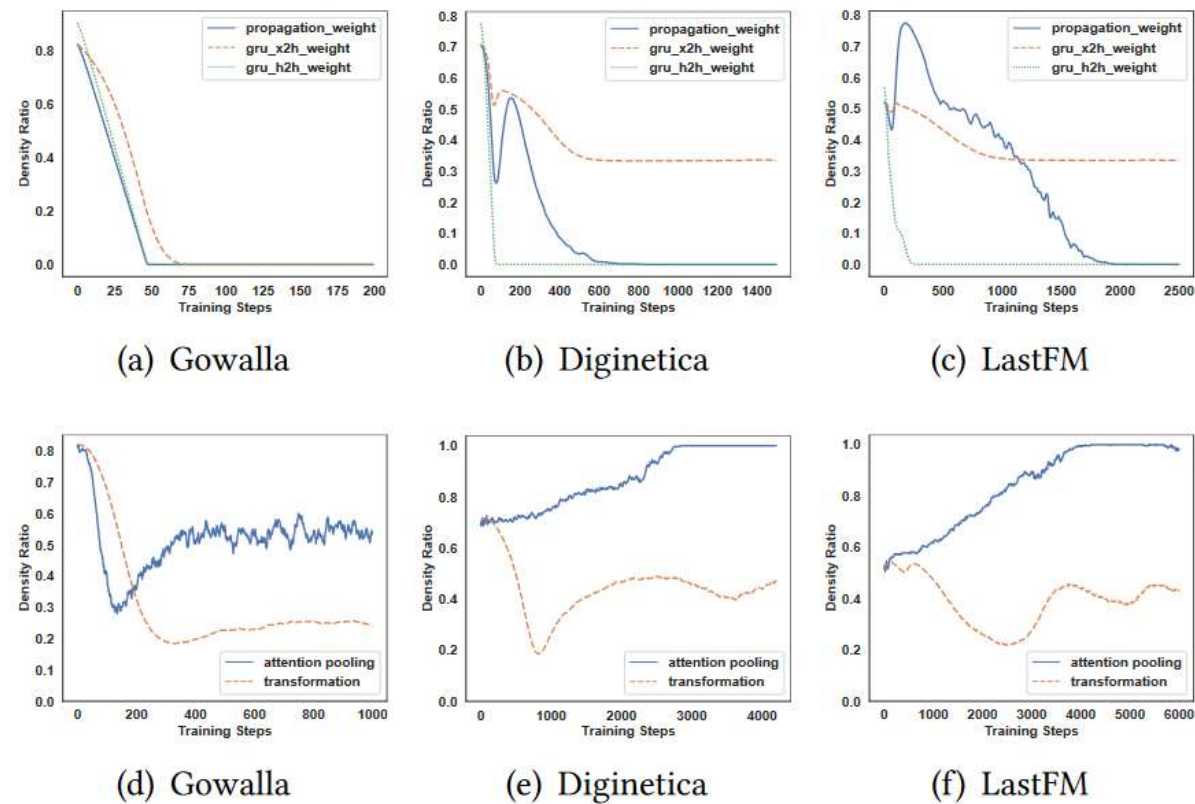 propagation_weight
gru_x2h_weight
gru_h2h_weight
Density Ratio
0.8
0.6
0.4
0.2
0.0
0 25 50 75 100 125 150 175 200
Training Steps
(a) Gowalla
propagation_weight
gru_x2h_weight
gru_h2h_weight
Density Ratio
0.8
0.7
0.6
0.5
0.4
0.3
0.2
0.1
0.0
0 200 400 600 800 1000 1200 1400
Training Steps
(b) Diginetica
propagation_weight
gru_x2h_weight
gru_h2h_weight
Density Ratio
0.8
0.7
0.6
0.5
0.4
0.3
0.2
0.1
0.0
0 500 1000 1500 2000 2500
Training Steps
(c) LastFM
Density Ratio
0.8
0.7
0.6
0.5
0.4
0.3
0.2
0.1
0.0
attention pooling
transformation
0 200 400 600 800 1000
Training Steps
(d) Gowalla
Density Ratio
1.0
0.8
0.6
0.4
0.2
0.0
attention pooling
transformation
0 1000 2000 3000 4000
Training Steps
(e) Diginetica
Density Ratio
1.0
0.8
0.6
0.4
0.2
0.0
attention pooling
transformation
0 1000 2000 3000 4000 5000 6000
Training Steps
(f) LastFM